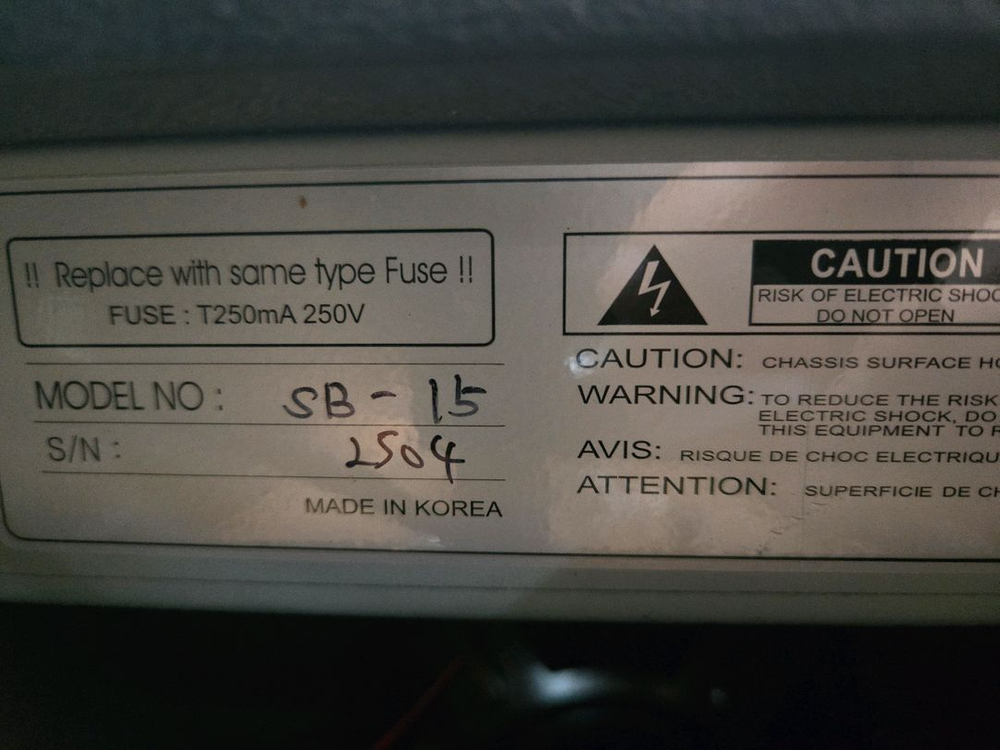 !! Replace with same type Fuse !!
FUSE : T250mA 250V
MODEL NO : SB-15
S/N : 2504
MADE IN KOREA
CAUTION
RISK OF ELECTRIC
DO NOT OPEN
CAUTION: CHASSIS SURFACE
WARNING: TO REDUCE THE RISK
ELECTRIC SHOCK, DO
THIS EQUIPMENT TO
AVIS: RISQUE DE CHOC
ATTENTION: SUPERFICIE DE